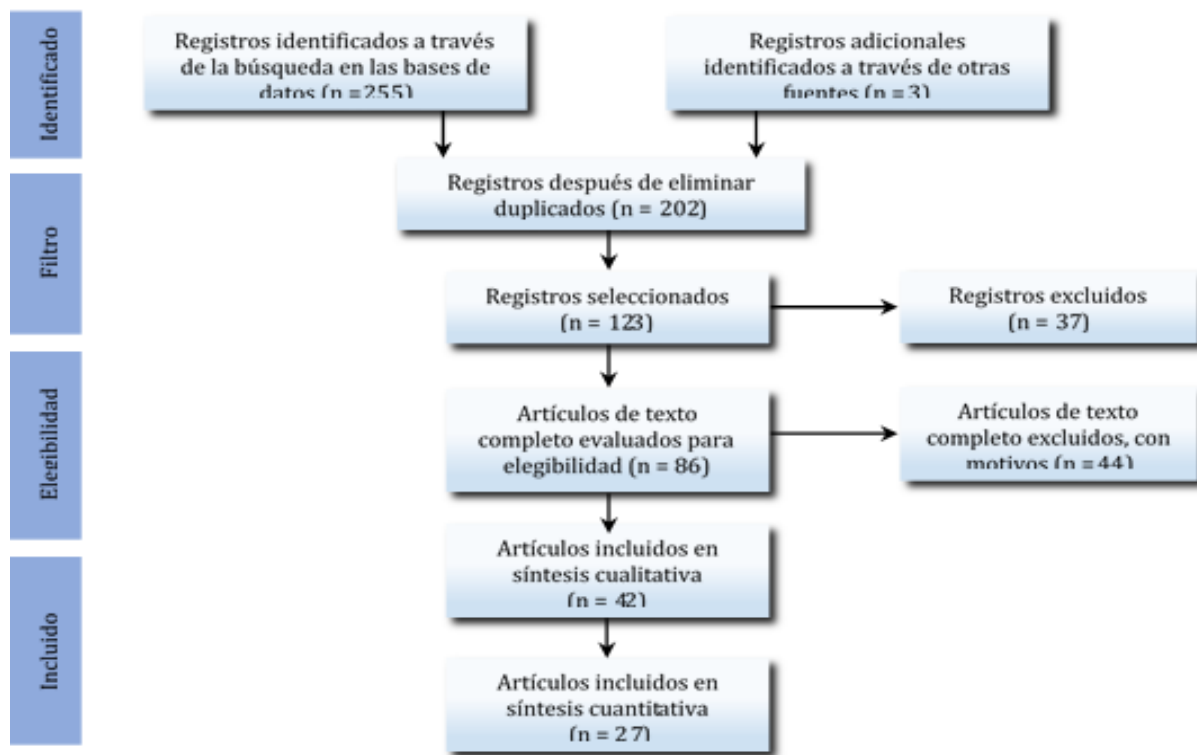 Identificado
Registros identificados a través
de la búsqueda en las bases de
datos (n =255)
Registros adicionales
identificados a través de otras
fuentes (n = 3)
Filtro
Registros después de eliminar
duplicados (n = 202)
Registros seleccionados
(n = 123)
Registros excluidos
(n = 37)
Elegibilidad
Artículos de texto
completo evaluados para
elegibilidad (n = 86)
Artículos de texto
completo excluidos, con
motivos (n =44)
Incluido
Artículos incluidos en
síntesis cualitativa
(n = 42)
Artículos incluidos en
síntesis cuantitativa
(n = 27)